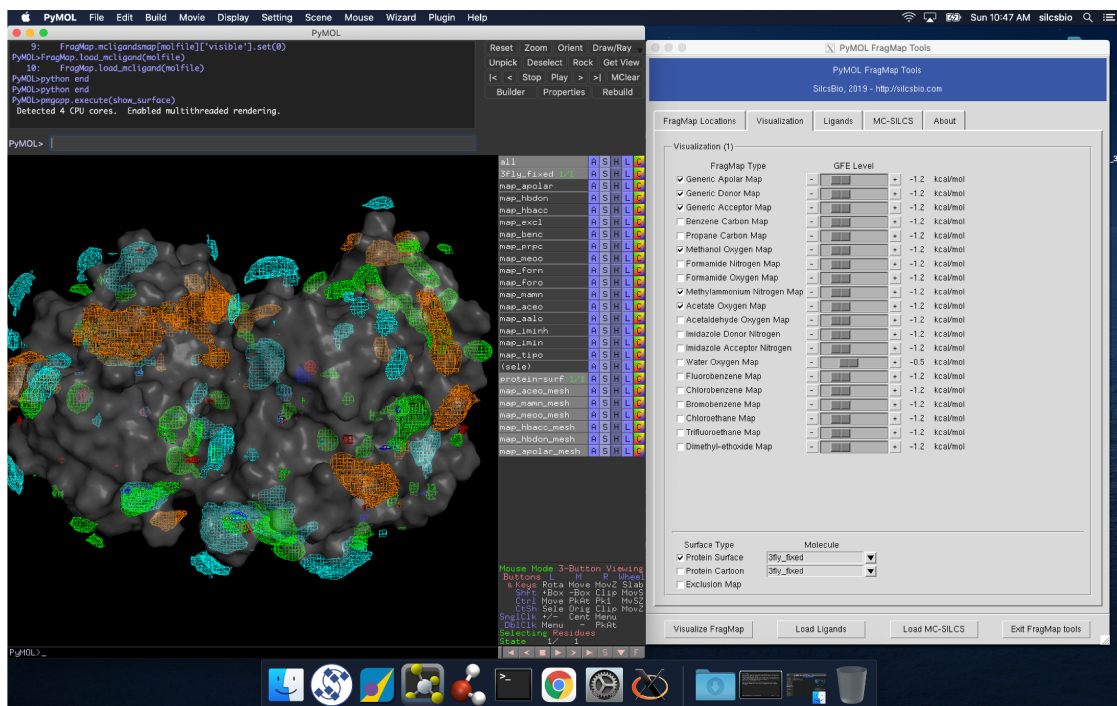 PyMOL File Edit Build Movie Display Setting Scene Mouse Wizard Plugin Help
Sun 10:47 AM silcsbio
PyMOL
9: FragMap.mcligandsmap[molfile]['visible'].set(0)
PyMOL>FragMap.load_mcligand(molfile)
10: FragMap.load_mcligand(molfile)
PyMOL>python end
PyMOL>python end
PyMOL>pmgapp.execute(show_surface)
Detected 4 CPU cores. Enabled multithreaded rendering.
PyMOL>
Reset Zoom Orient Draw/Ray
Unpick Deselect Rock Get View
|< < Stop Play > >| MClear
Builder Properties Rebuild
all A S H L C
3fly_fixed 1/1 A S H L C
map_apolar A S H L C
map_hbdon A S H L C
map_hbacc A S H L C
map_excl A S H L C
map_benc A S H L C
map_prpc A S H L C
map_meoo A S H L C
map_forn A S H L C
map_foro A S H L C
map_mamn A S H L C
map_aceo A S H L C
map_aalo A S H L C
map_iminh A S H L C
map_imin A S H L C
map_tipo A S H L C
(sele) A S H L C
protein-surf 1/1 A S H L C
map_aceo_mesh A S H L C
map_mamn_mesh A S H L C
map_meoo_mesh A S H L C
map_hbacc_mesh A S H L C
map_hbdon_mesh A S H L C
map_apolar_mesh A S H L C
Mouse Mode 3-Button Viewing
Buttons L M R Wheel
& Keys Rota Move MovZ Slab
Shft +Box -Box Clip MovS
Ctrl Move PkAt Pk1 MvSZ
CtSh Sele Orig Clip MovZ
SnglClk +/- Cent Menu
DblClk Menu - PkAt
Selecting Residues
State 1/ 1
PyMOL>_
S F
PyMOL FragMap Tools
PyMOL FragMap Tools
SilcsBio, 2019 - http://silcsbio.com
FragMap Locations Visualization Ligands MC-SILCS About
Visualization (1)
FragMap Type GFE Level
Generic Apolar Map - + -1.2 kcal/mol
Generic Donor Map - + -1.2 kcal/mol
Generic Acceptor Map - + -1.2 kcal/mol
Benzene Carbon Map - + -1.2 kcal/mol
Propane Carbon Map - + -1.2 kcal/mol
Methanol Oxygen Map - + -1.2 kcal/mol
Formamide Nitrogen Map - + -1.2 kcal/mol
Formamide Oxygen Map - + -1.2 kcal/mol
Methylammonium Nitrogen Map - + -1.2 kcal/mol
Acetate Oxygen Map - + -1.2 kcal/mol
Acetaldehyde Oxygen Map - + -1.2 kcal/mol
Imidazole Donor Nitrogen - + -1.2 kcal/mol
Imidazole Acceptor Nitrogen - + -1.2 kcal/mol
Water Oxygen Map - + -0.5 kcal/mol
Fluorobenzene Map - + -1.2 kcal/mol
Chlorobenzene Map - + -1.2 kcal/mol
Bromobenzene Map - + -1.2 kcal/mol
Chloroethane Map - + -1.2 kcal/mol
Trifluoroethane Map - + -1.2 kcal/mol
Dimethyl-ethoxide Map - + -1.2 kcal/mol
Surface Type Molecule
Protein Surface 3fly_fixed
Protein Cartoon 3fly_fixed
Exclusion Map
Visualize FragMap Load Ligands Load MC-SILCS Exit FragMap tools